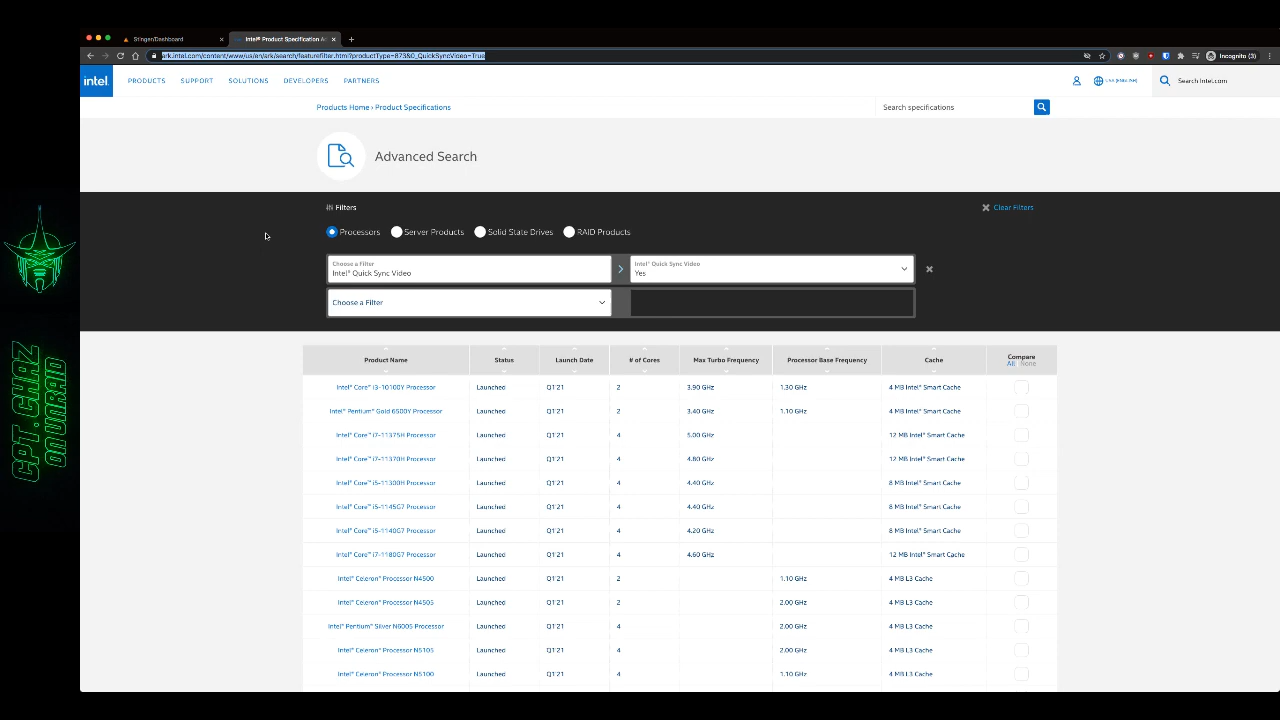 Stinger/Dashboard
Intel® Product Specification Ad
ark.intel.com/content/www/us/en/ark/search/featurefilter.html?productType=873&0_QuickSyncVideo=True
Incognito (3)
intel.
PRODUCTS
SUPPORT
SOLUTIONS
DEVELOPERS
PARTNERS
USA (ENGLISH)
Search Intel.com
Products Home › Product Specifications
Search specifications
Advanced Search
Filters
Clear Filters
Processors
Server Products
Solid State Drives
RAID Products
Choose a Filter
Intel® Quick Sync Video
Intel® Quick Sync Video
Yes
Choose a Filter
Product Name Status Launch Date # of Cores Max Turbo Frequency Processor Base Frequency Cache Compare
All None
Intel® Core™ i3-10100Y Processor Launched Q1'21 2 3.90 GHz 1.30 GHz 4 MB Intel® Smart Cache
Intel® Pentium® Gold 6500Y Processor Launched Q1'21 2 3.40 GHz 1.10 GHz 4 MB Intel® Smart Cache
Intel® Core™ i7-11375H Processor Launched Q1'21 4 5.00 GHz 12 MB Intel® Smart Cache
Intel® Core™ i7-11370H Processor Launched Q1'21 4 4.80 GHz 12 MB Intel® Smart Cache
Intel® Core™ i5-11300H Processor Launched Q1'21 4 4.40 GHz 8 MB Intel® Smart Cache
Intel® Core™ i5-1145G7 Processor Launched Q1'21 4 4.40 GHz 8 MB Intel® Smart Cache
Intel® Core™ i5-1140G7 Processor Launched Q1'21 4 4.20 GHz 8 MB Intel® Smart Cache
Intel® Core™ i7-1180G7 Processor Launched Q1'21 4 4.60 GHz 12 MB Intel® Smart Cache
Intel® Celeron® Processor N4500 Launched Q1'21 2 1.10 GHz 4 MB L3 Cache
Intel® Celeron® Processor N4505 Launched Q1'21 2 2.00 GHz 4 MB L3 Cache
Intel® Pentium® Silver N6005 Processor Launched Q1'21 4 2.00 GHz 4 MB L3 Cache
Intel® Celeron® Processor N5105 Launched Q1'21 4 2.00 GHz 4 MB L3 Cache
Intel® Celeron® Processor N5100 Launched Q1'21 4 1.10 GHz 4 MB L3 Cache
CPT.CHAZ
ON UNRAID